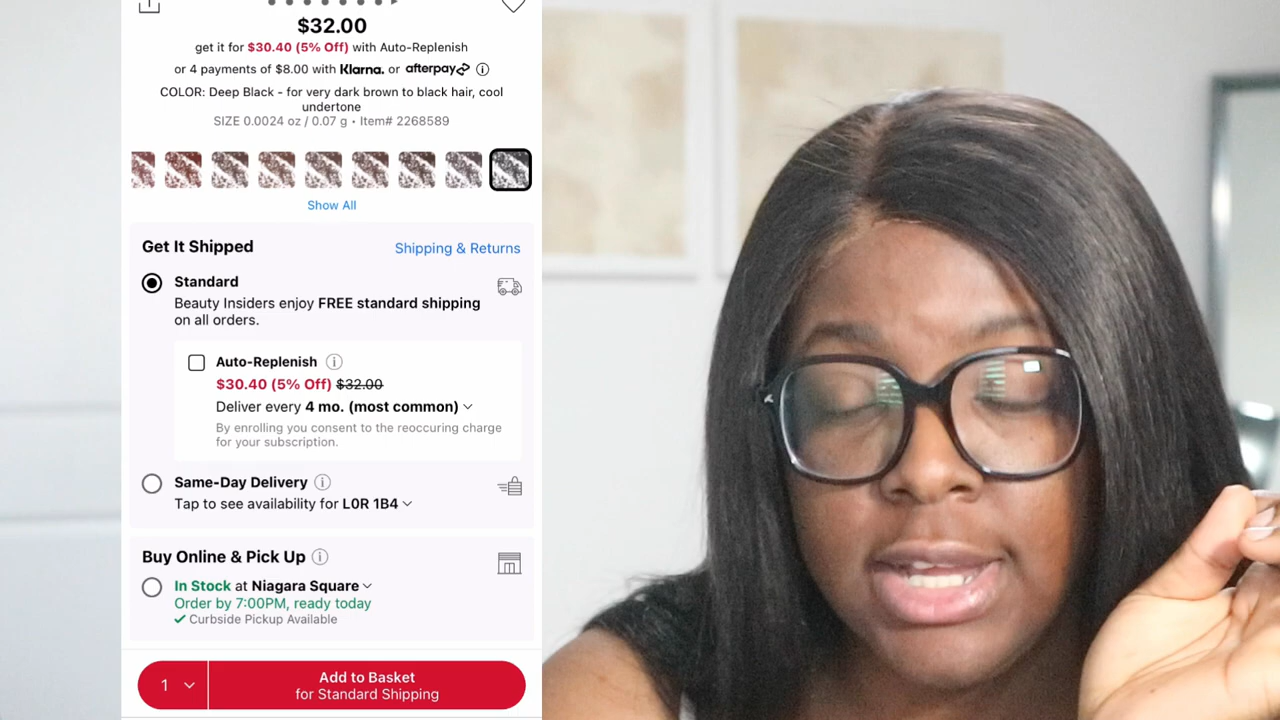 $32.00
get it for $30.40 (5% Off) with Auto-Replenish
or 4 payments of $8.00 with Klarna. or afterpay
COLOR: Deep Black - for very dark brown to black hair, cool
undertone
SIZE 0.0024 oz / 0.07 g • Item# 2268589
Show All
Get It Shipped
Shipping & Returns
Standard
Beauty Insiders enjoy FREE standard shipping
on all orders.
Auto-Replenish
$30.40 (5% Off) $32.00
Deliver every 4 mo. (most common)
By enrolling you consent to the reoccuring charge
for your subscription.
Same-Day Delivery
Tap to see availability for L0R 1B4
Buy Online & Pick Up
In Stock at Niagara Square
Order by 7:00PM, ready today
Curbside Pickup Available
1
Add to Basket
for Standard Shipping